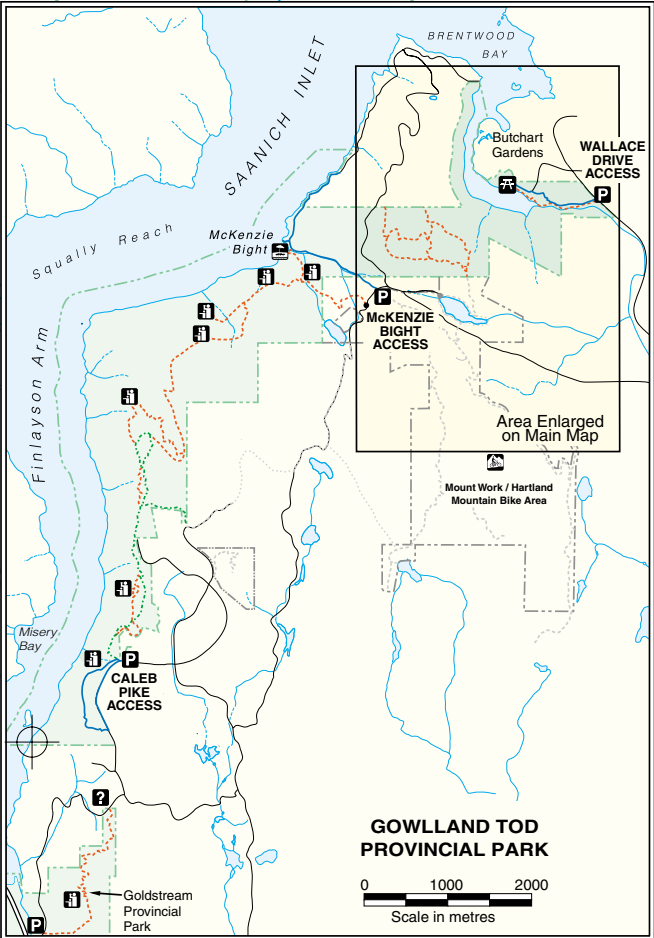 BRENTWOOD
BAY
SAANICH INLET
Butchart
Gardens
WALLACE
DRIVE
ACCESS
P
McKenzie
Bight
Squally Reach
P
McKENZIE
BIGHT
ACCESS
Finlayson Arm
Area Enlarged
on Main Map
Mount Work / Hartland
Mountain Bike Area
Misery
Bay
P
CALEB
PIKE
ACCESS
?
GOWLLAND TOD
PROVINCIAL PARK
0 1000 2000
Scale in metres
Goldstream
Provincial
Park
P